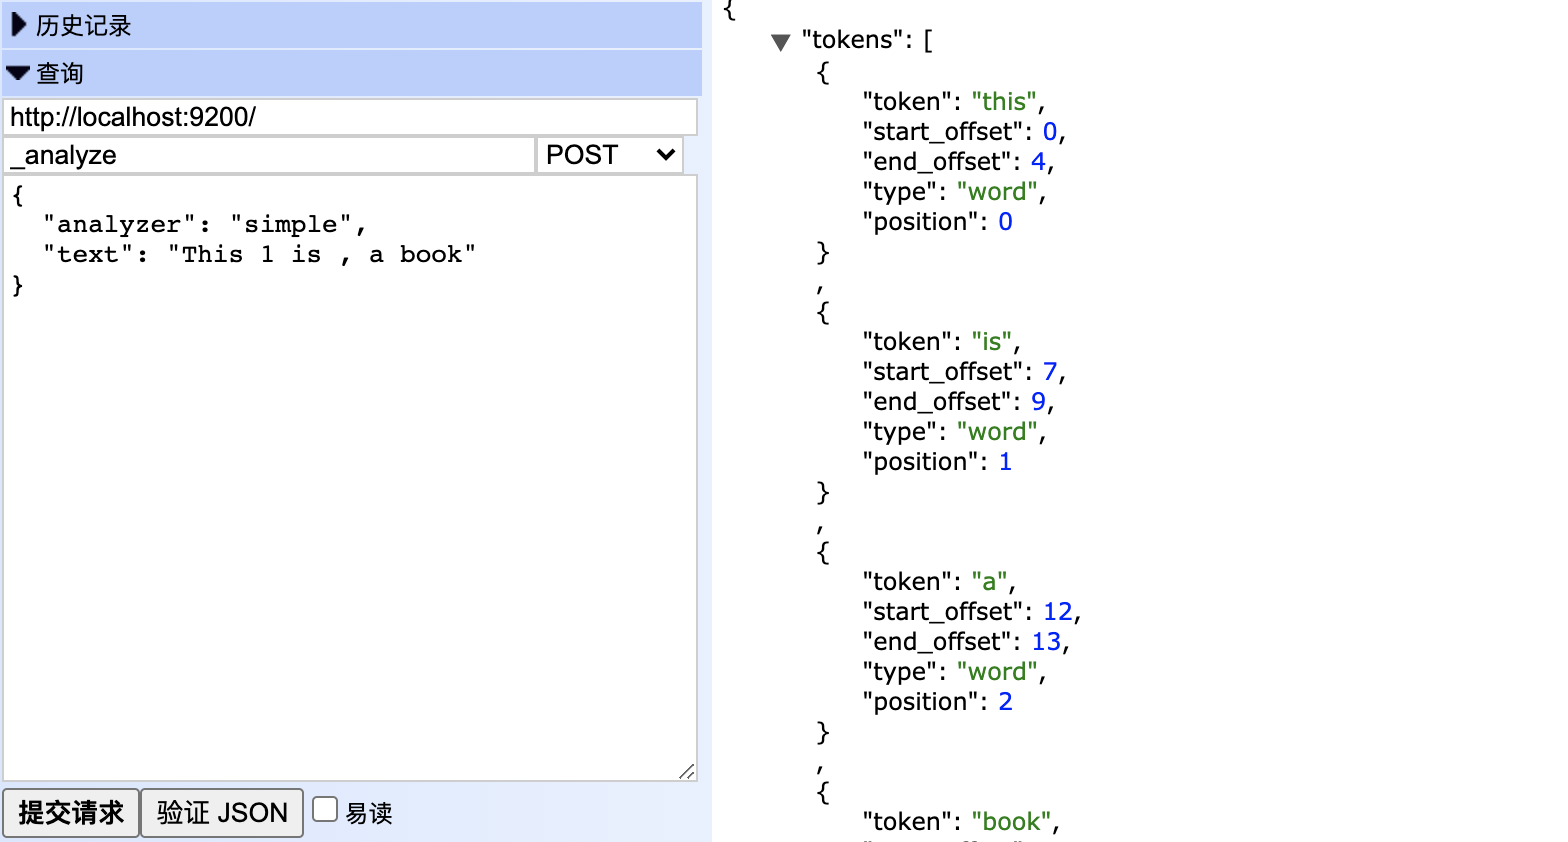 历史记录
查询
http://localhost:9200/
_analyze
POST
{
"analyzer": "simple",
"text": "This 1 is , a book"
}
提交请求
验证 JSON
易读
{
"tokens": [
{
"token": "this",
"start_offset": 0,
"end_offset": 4,
"type": "word",
"position": 0
}
,
{
"token": "is",
"start_offset": 7,
"end_offset": 9,
"type": "word",
"position": 1
}
,
{
"token": "a",
"start_offset": 12,
"end_offset": 13,
"type": "word",
"position": 2
}
,
{
"token": "book",